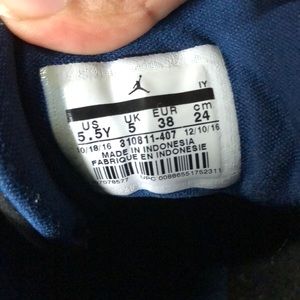 IY
US UK EUR cm
5.5Y 5 38 24
10/18/16 310811-407 12/10/16
MADE IN INDONESIA
FABRIQUE EN INDONESIE
UPC 00886551752311